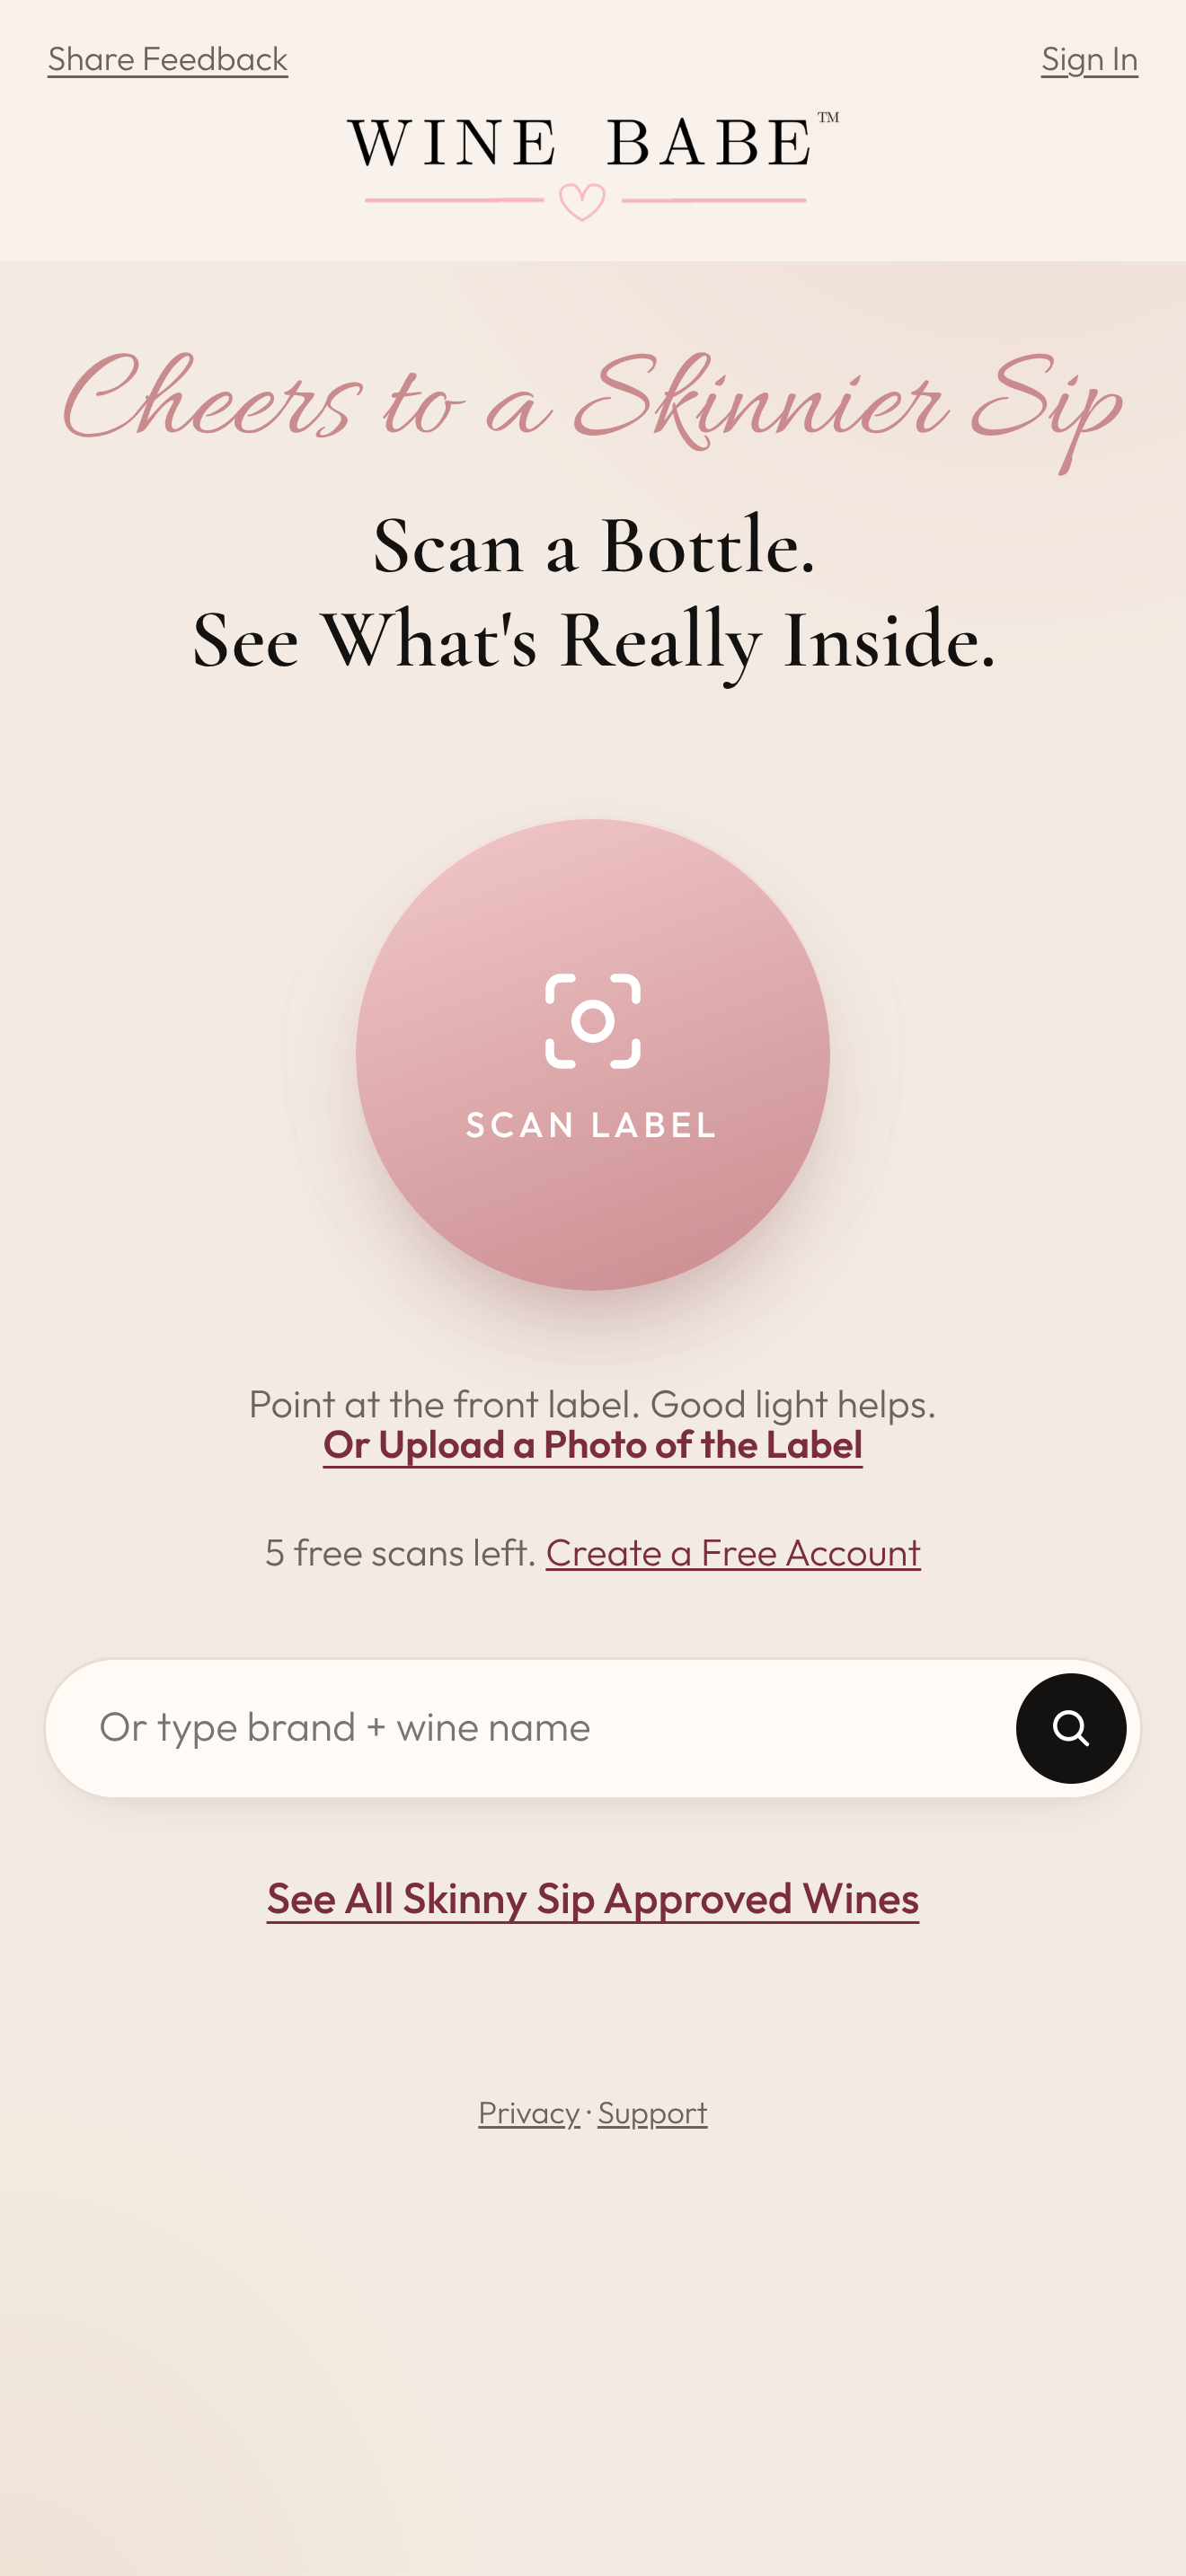 Share Feedback
Sign In
WINE BABE™
Cheers to a Skinnier Sip
Scan a Bottle.
See What's Really Inside.
SCAN LABEL
Point at the front label. Good light helps.
Or Upload a Photo of the Label
5 free scans left. Create a Free Account
Or type brand + wine name
See All Skinny Sip Approved Wines
Privacy · Support